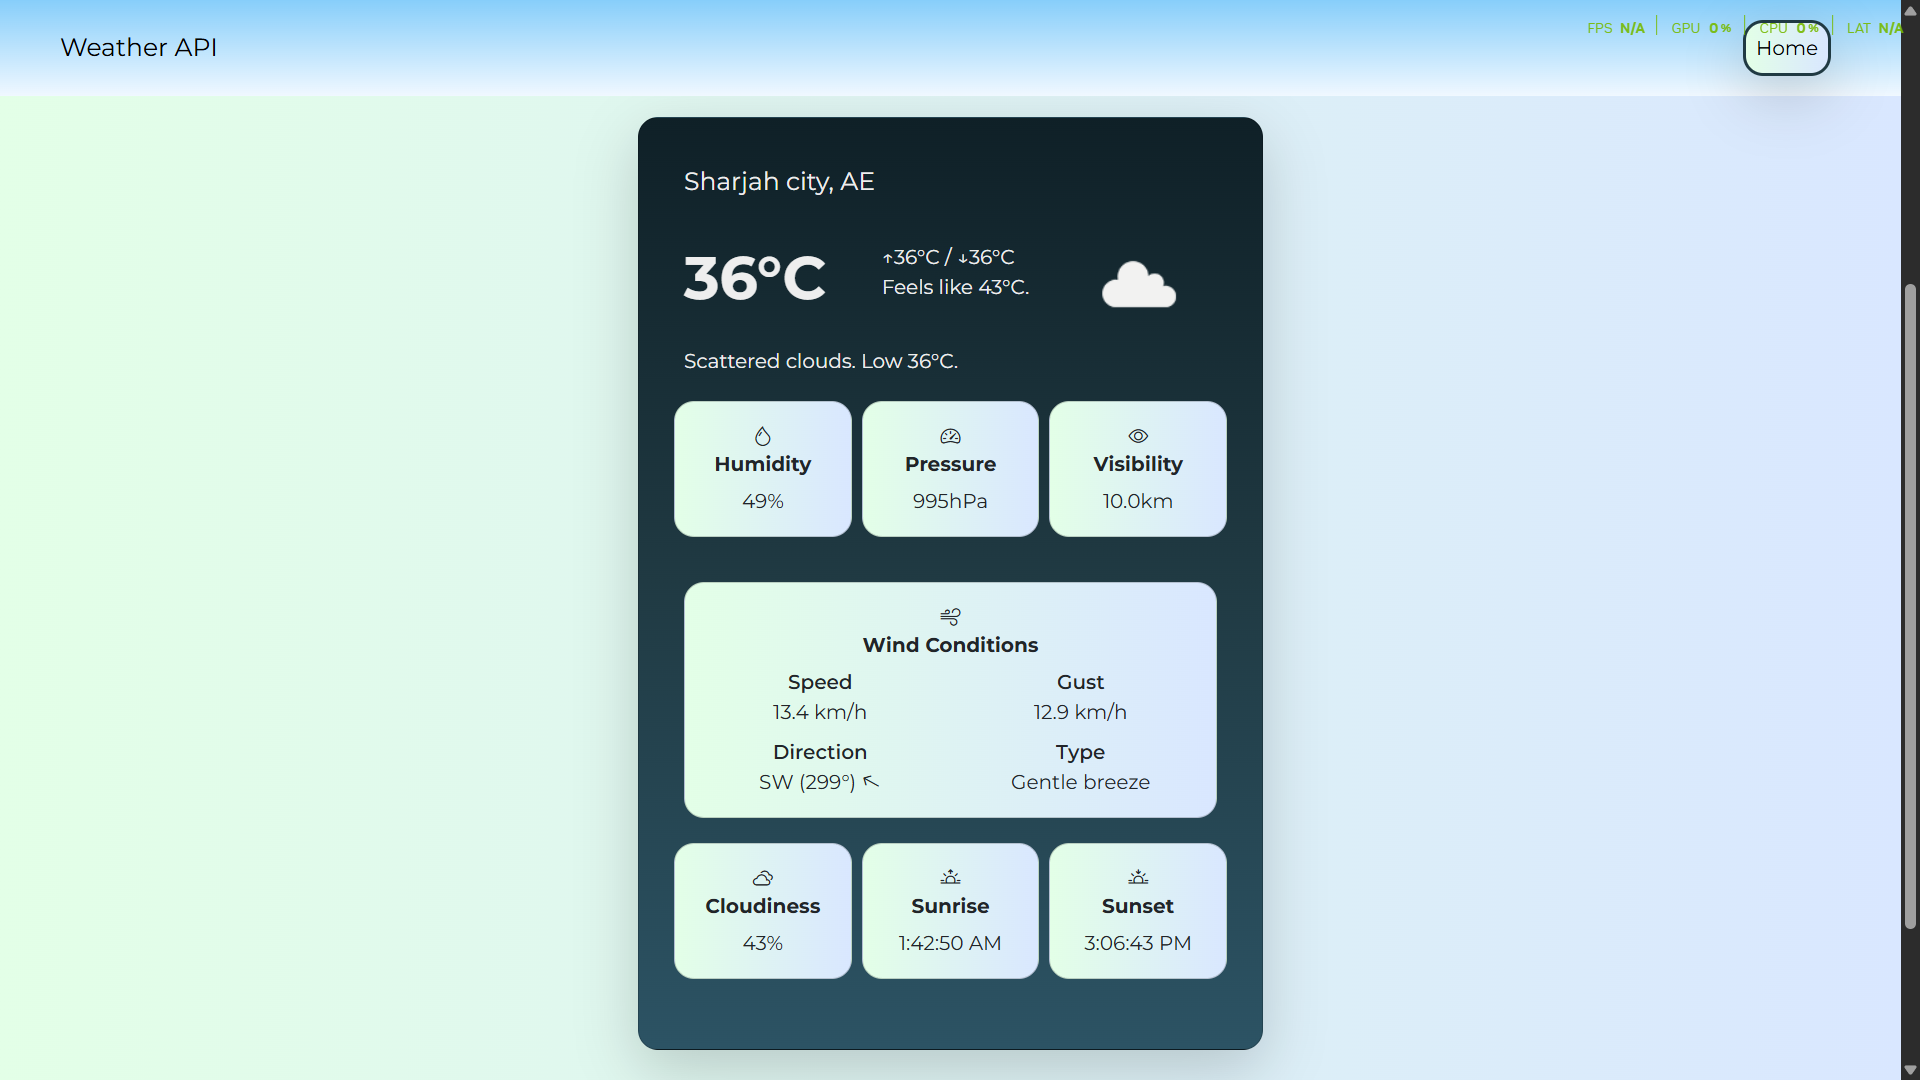 Weather API
FPS N/A GPU 0% CPU 0% LAT N/A
Home
Sharjah city, AE
36°C
↑36°C / ↓36°C
Feels like 43°C.
Scattered clouds. Low 36°C.
Humidity
49%
Pressure
995hPa
Visibility
10.0km
Wind Conditions
Speed
13.4 km/h
Gust
12.9 km/h
Direction
SW (299°) ↖
Type
Gentle breeze
Cloudiness
43%
Sunrise
1:42:50 AM
Sunset
3:06:43 PM